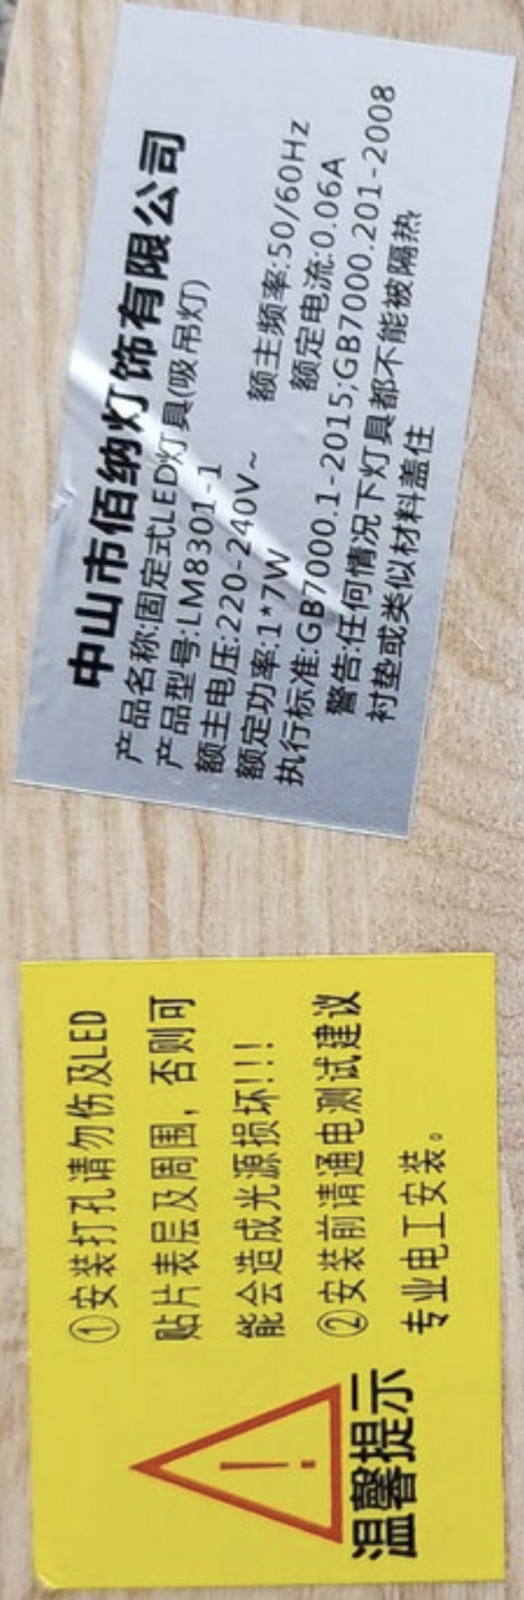 中山市佰纳灯饰有限公司
产品名称:固定式LED灯具(吸吊灯)
产品型号:LM8301-1
额主电压:220-240V~ 额主频率:50/60Hz
额定功率:1*7W 额定电流:0.06A
执行标准:GB7000.1-2015;GB7000.201-2008
警告:任何情况下灯具都不能被隔热
衬垫或类似材料盖住
①安装打孔请勿伤及LED
贴片表层及周围，否则可
能会造成光源损坏!!!
②安装前请通电测试建议
专业电工安装。
温馨提示